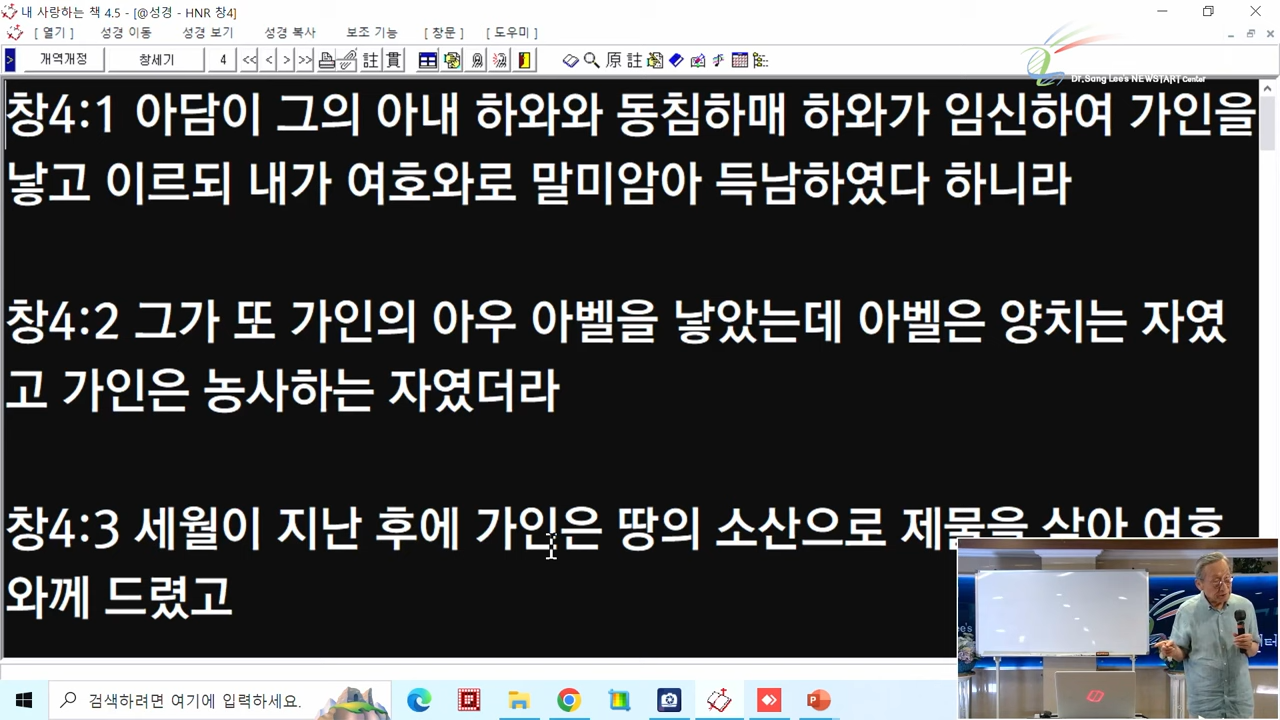 내 사랑하는 책 4.5 - [@성경 - HNR 창4]
[ 열기 ] 성경 이동 성경 보기 성경 복사 보조 기능 [ 창문 ] [ 도우미 ]
> 개역개정 창세기 4 << < > >> 註 貫 原 註
Dr. Sang Lee's NEWSTART Center
창4:1 아담이 그의 아내 하와와 동침하매 하와가 임신하여 가인을
낳고 이르되 내가 여호와로 말미암아 득남하였다 하니라
창4:2 그가 또 가인의 아우 아벨을 낳았는데 아벨은 양치는 자였
고 가인은 농사하는 자였더라
창4:3 세월이 지난 후에 가인은 땅의 소산으로 제물을 삼아 여호
와께 드렸고
검색하려면 여기에 입력하세요.